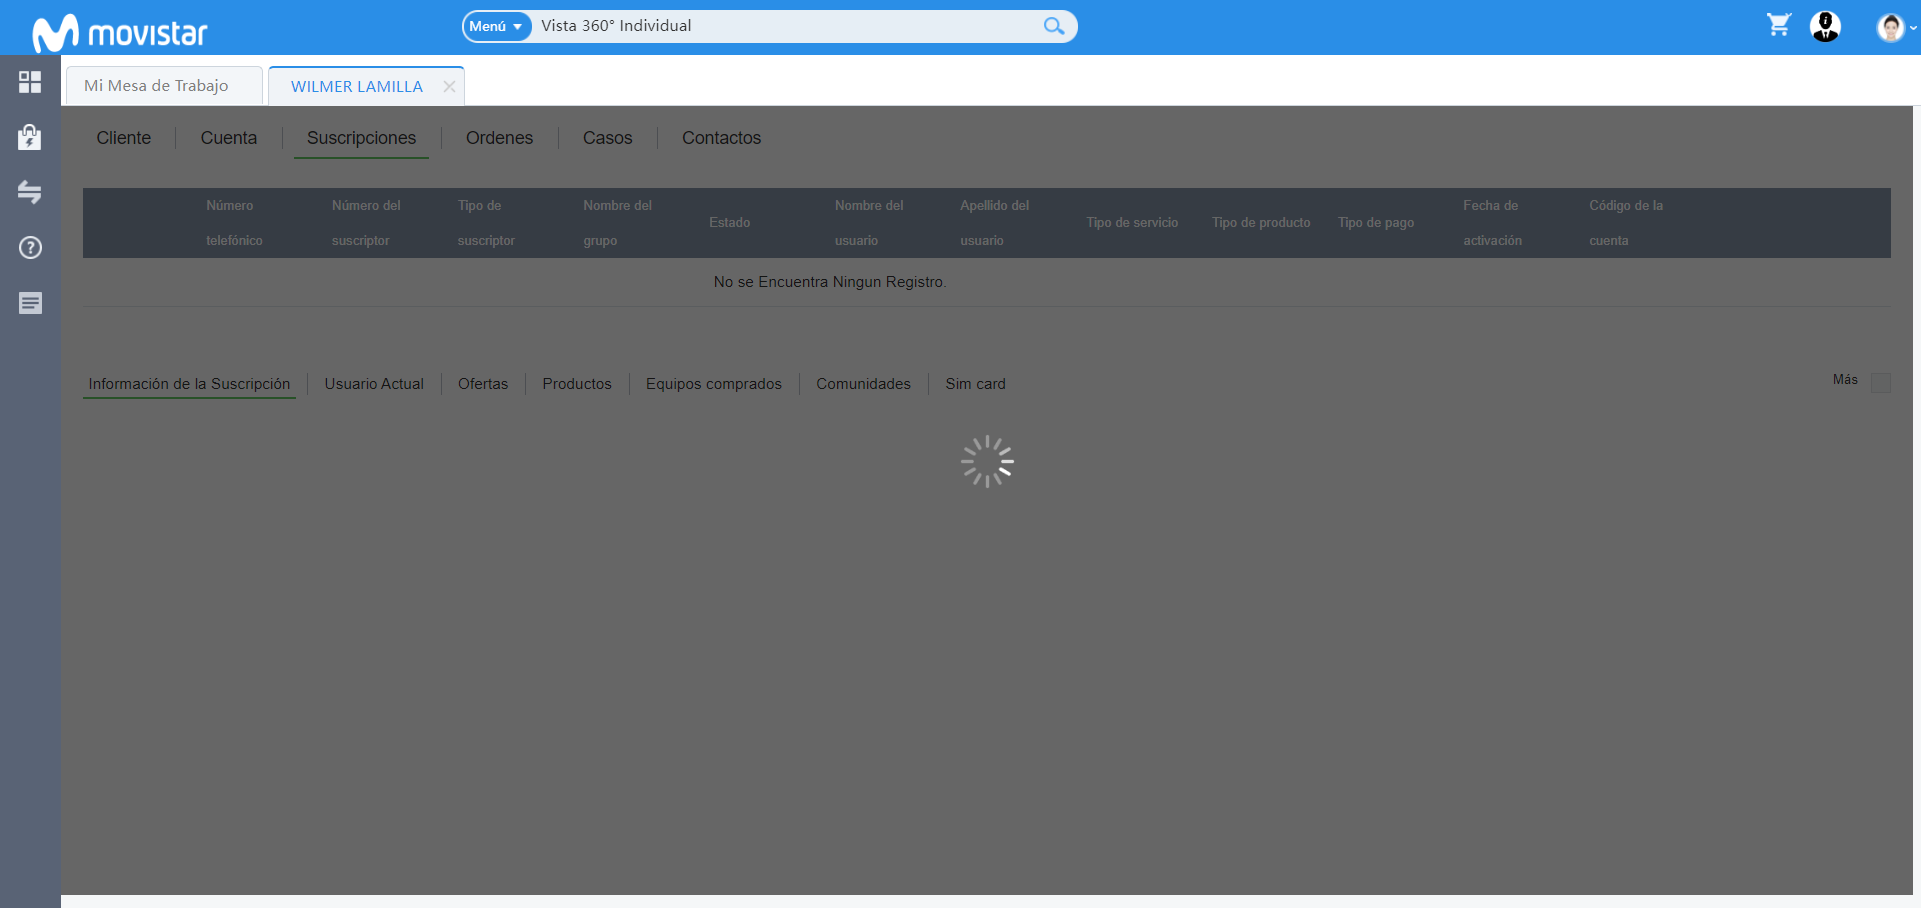 movistar
Menú
Vista 360° Individual
Mi Mesa de Trabajo
WILMER LAMILLA
Cliente
Cuenta
Suscripciones
Ordenes
Casos
Contactos
Número
telefónico
Número del
suscriptor
Tipo de
suscriptor
Nombre del
grupo
Estado
Nombre del
usuario
Apellido del
usuario
Tipo de servicio
Tipo de producto
Tipo de pago
Fecha de
activación
Código de la
cuenta
No se Encuentra Ningun Registro.
Información de la Suscripción
Usuario Actual
Ofertas
Productos
Equipos comprados
Comunidades
Sim card
Más